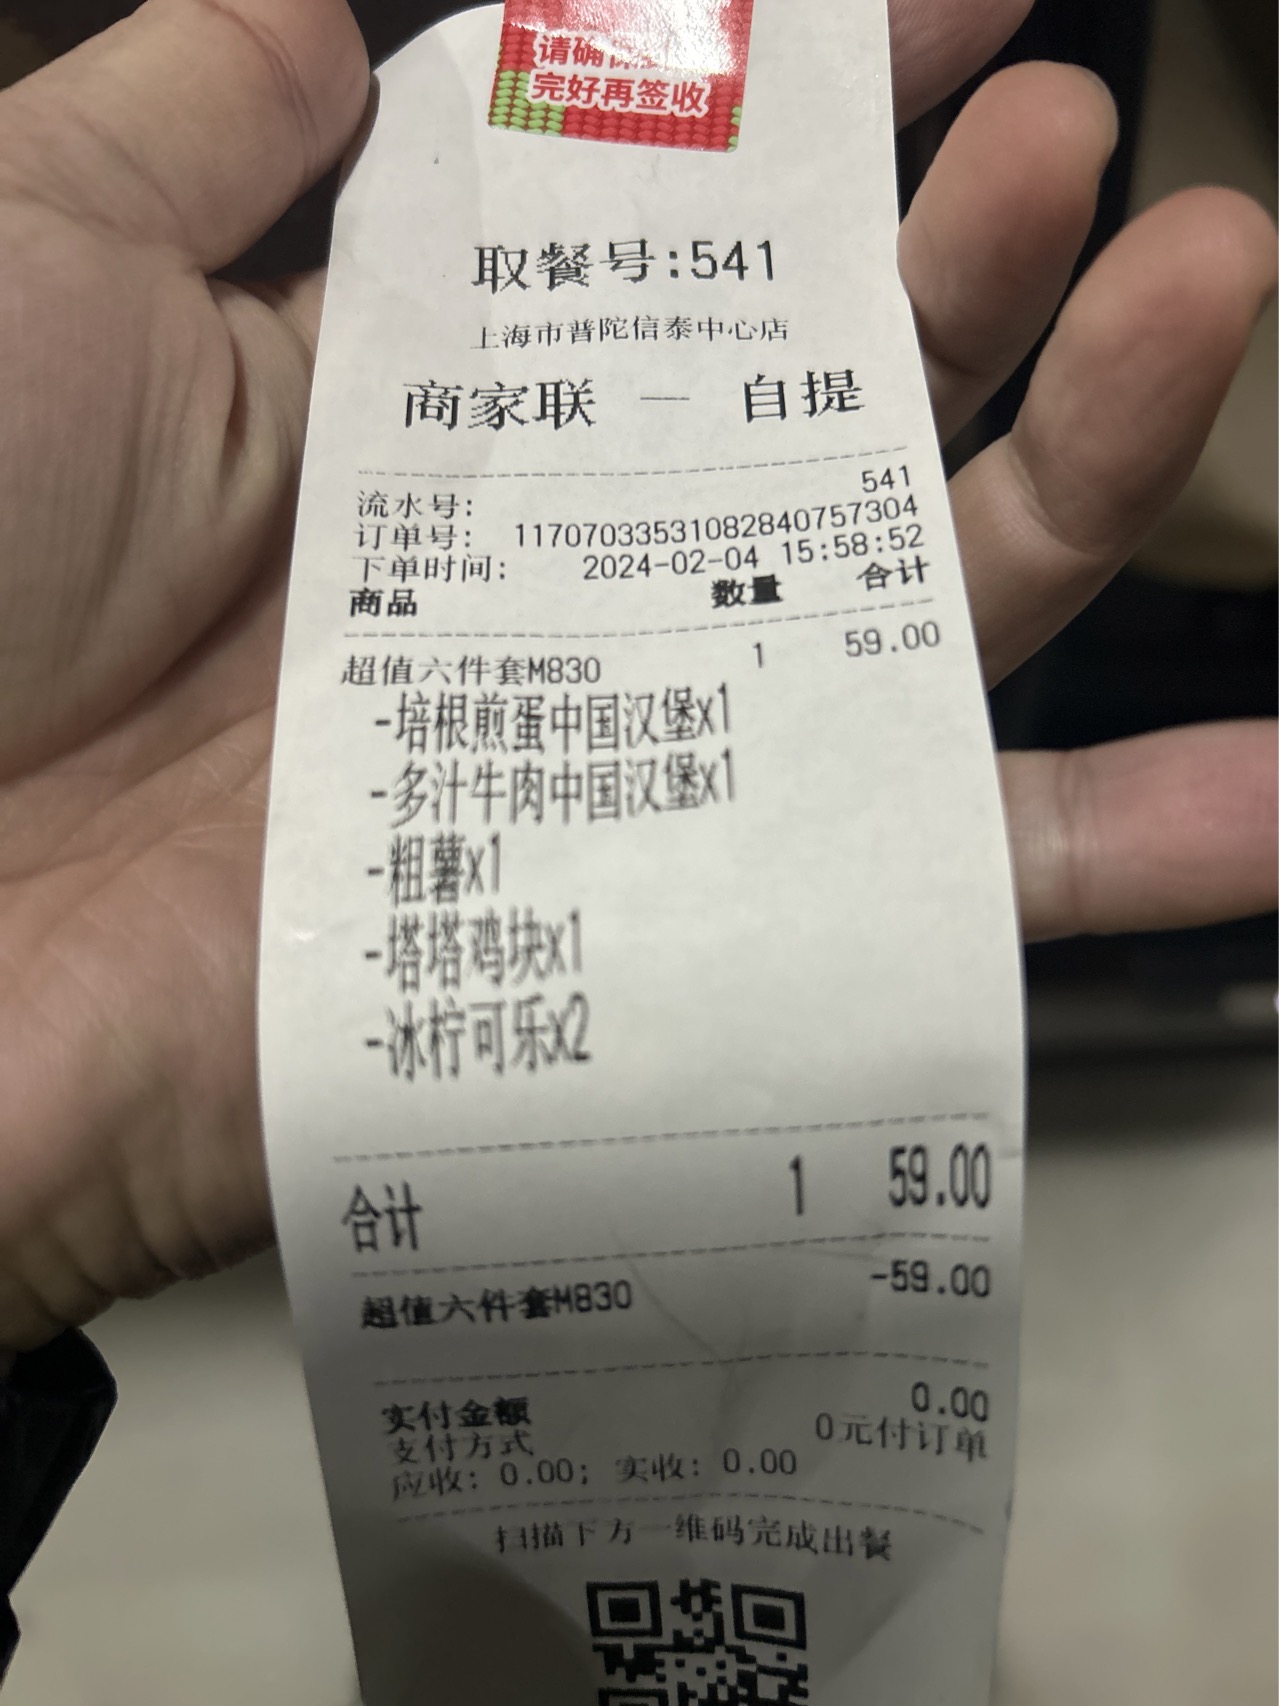 请确
完好再签收
取餐号:541
上海市普陀信泰中心店
商家联 — 自提
流水号: 541
订单号: 11707033531082840757304
下单时间: 2024-02-04 15:58:52
商品 数量 合计
超值六件套M830 1 59.00
-培根煎蛋中国汉堡x1
-多汁牛肉中国汉堡x1
-粗薯x1
-塔塔鸡块x1
-冰柠可乐x2
合计 1 59.00
超值六件套M830 -59.00
实付金额 0.00
支付方式 0元付订单
应收: 0.00; 实收: 0.00
扫描下方一维码完成出餐